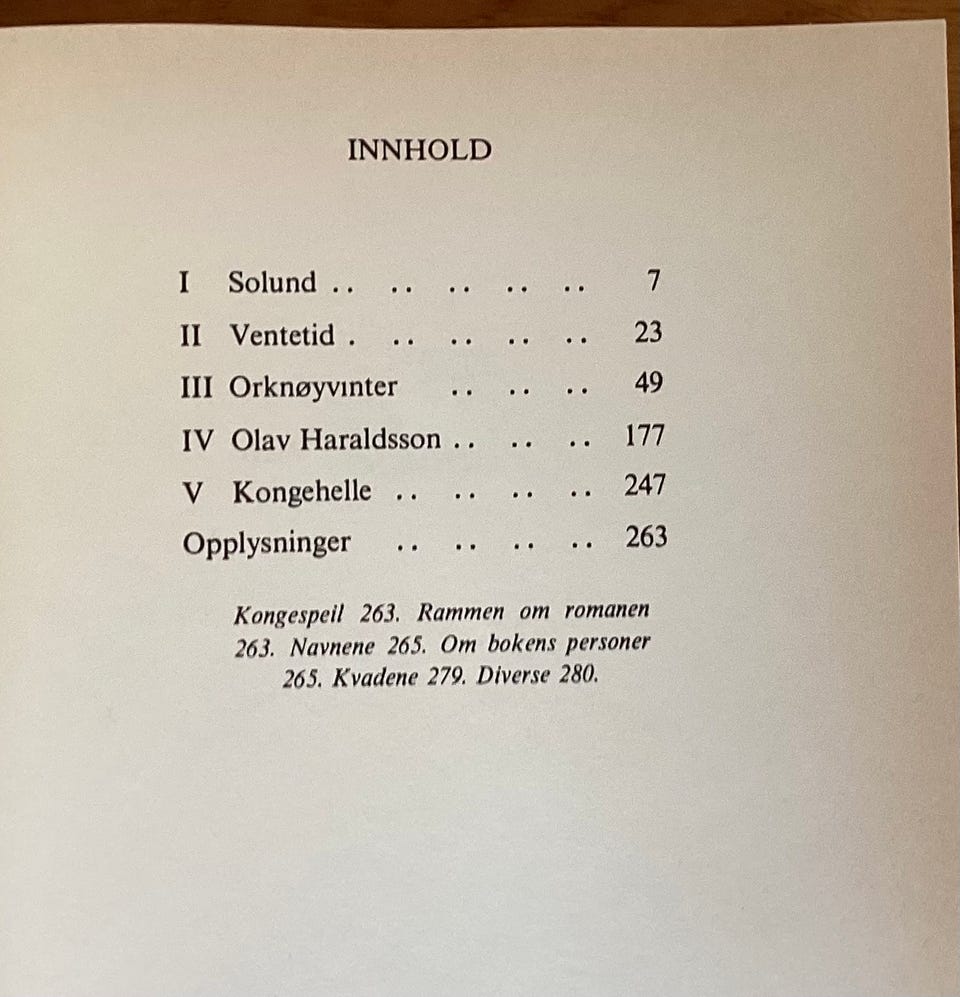 INNHOLD
I Solund .. .. .. .. .. 7
II Ventetid . .. .. .. .. 23
III Orknøyvinter .. .. .. 49
IV Olav Haraldsson .. .. .. 177
V Kongehelle .. .. .. .. 247
Opplysninger .. .. .. .. 263
Kongespeil 263. Rammen om romanen
263. Navnene 265. Om bokens personer
265. Kvadene 279. Diverse 280.